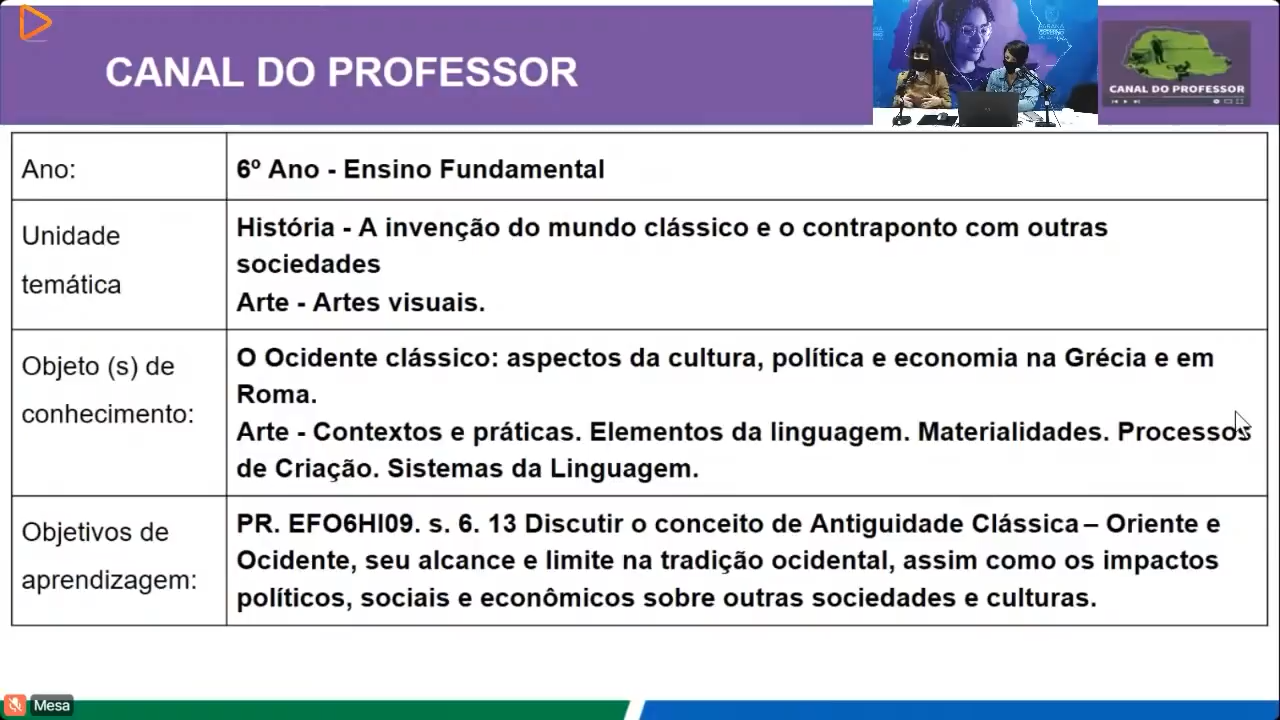 CANAL DO PROFESSOR
CANAL DO PROFESSOR
Ano:
6º Ano - Ensino Fundamental
Unidade
temática
História - A invenção do mundo clássico e o contraponto com outras
sociedades
Arte - Artes visuais.
Objeto (s) de
conhecimento:
O Ocidente clássico: aspectos da cultura, política e economia na Grécia e em
Roma.
Arte - Contextos e práticas. Elementos da linguagem. Materialidades. Processos
de Criação. Sistemas da Linguagem.
Objetivos de
aprendizagem:
PR. EFO6HI09. s. 6. 13 Discutir o conceito de Antiguidade Clássica – Oriente e
Ocidente, seu alcance e limite na tradição ocidental, assim como os impactos
políticos, sociais e econômicos sobre outras sociedades e culturas.
Mesa